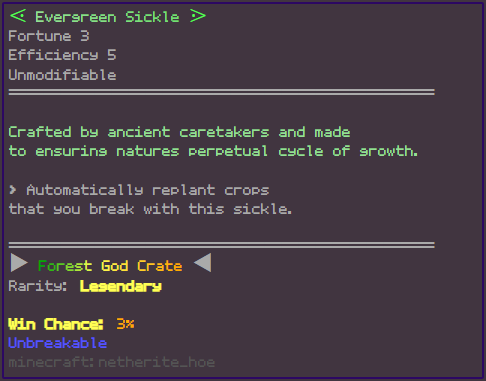 ⪪ Evergreen Sickle ⪫
Fortune 3
Efficiency 5
Unmodifiable
Crafted by ancient caretakers and made
to ensuring natures perpetual cycle of growth.
> Automatically replant crops
that you break with this sickle.
▶ Forest God Crate ◀
Rarity: Legendary
Win Chance: 3%
Unbreakable
minecraft:netherite_hoe